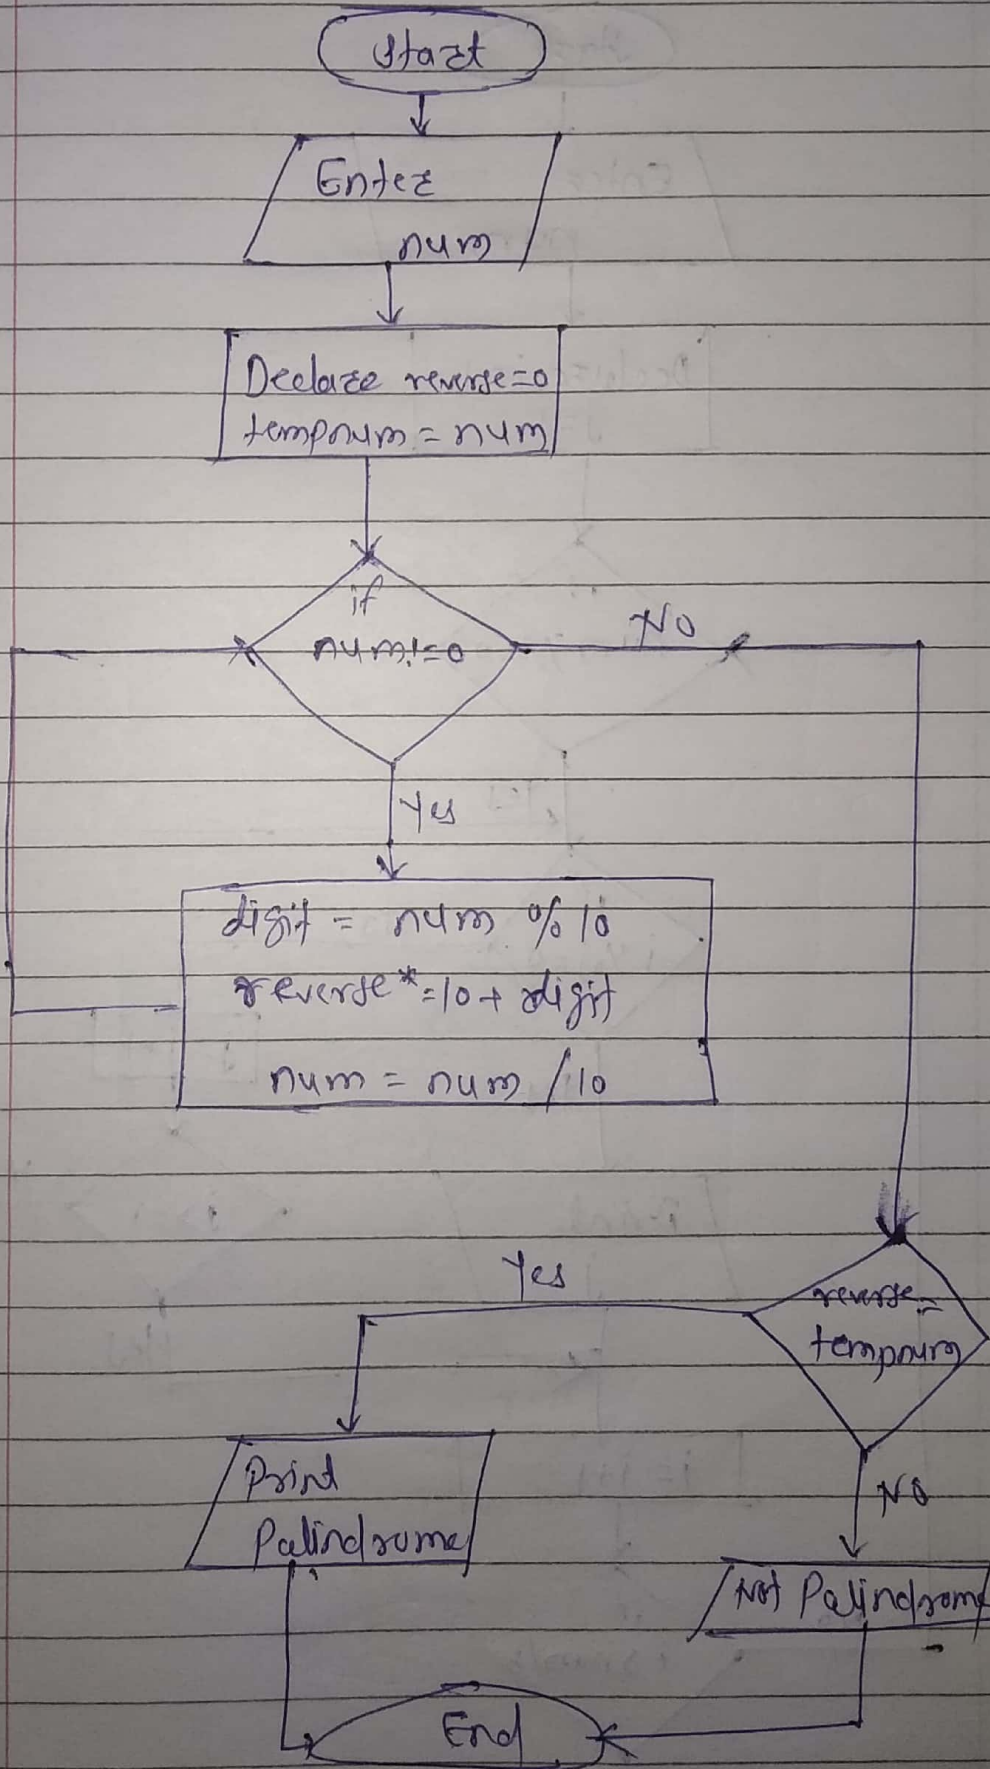 Start
Enter
num
Declare reverse=0
tempnum = num
if
num!=0
NO
Yes
digit = num % 10
reverse*=10+digit
num = num / 10
Yes
reverse=
tempnum
NO
Print
Palindrome
Not Palindrome
End